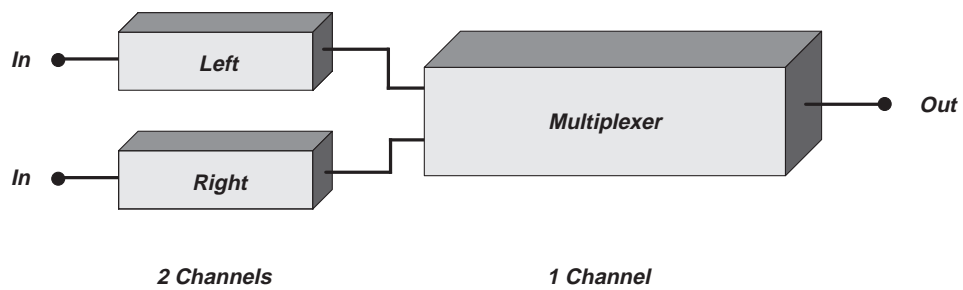 In
Left
Multiplexer
Out
In
Right
2 Channels
1 Channel